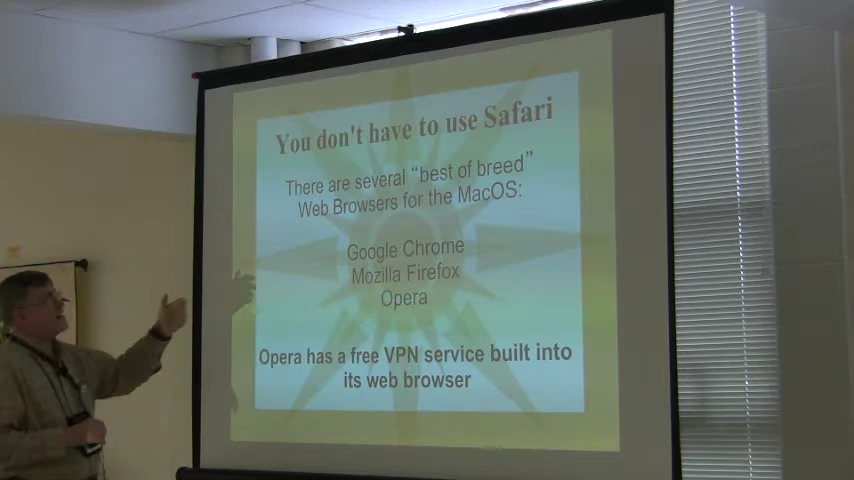 You don't have to use Safari
There are several “best of breed”
Web Browsers for the MacOS:
Google Chrome
Mozilla Firefox
Opera
Opera has a free VPN service built into
its web browser